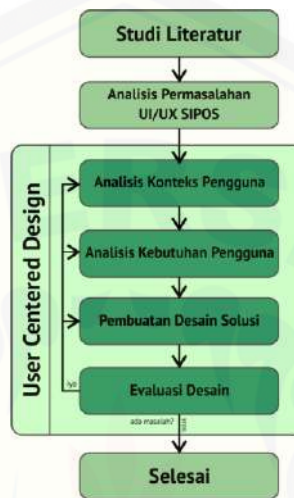 Studi Literatur
Analisis Permasalahan
UI/UX SIPOS
User Centered Design
Analisis Konteks Pengguna
Analisis Kebutuhan Pengguna
Pembuatan Desain Solusi
iya
Evaluasi Desain
ada masalah?
Selesai